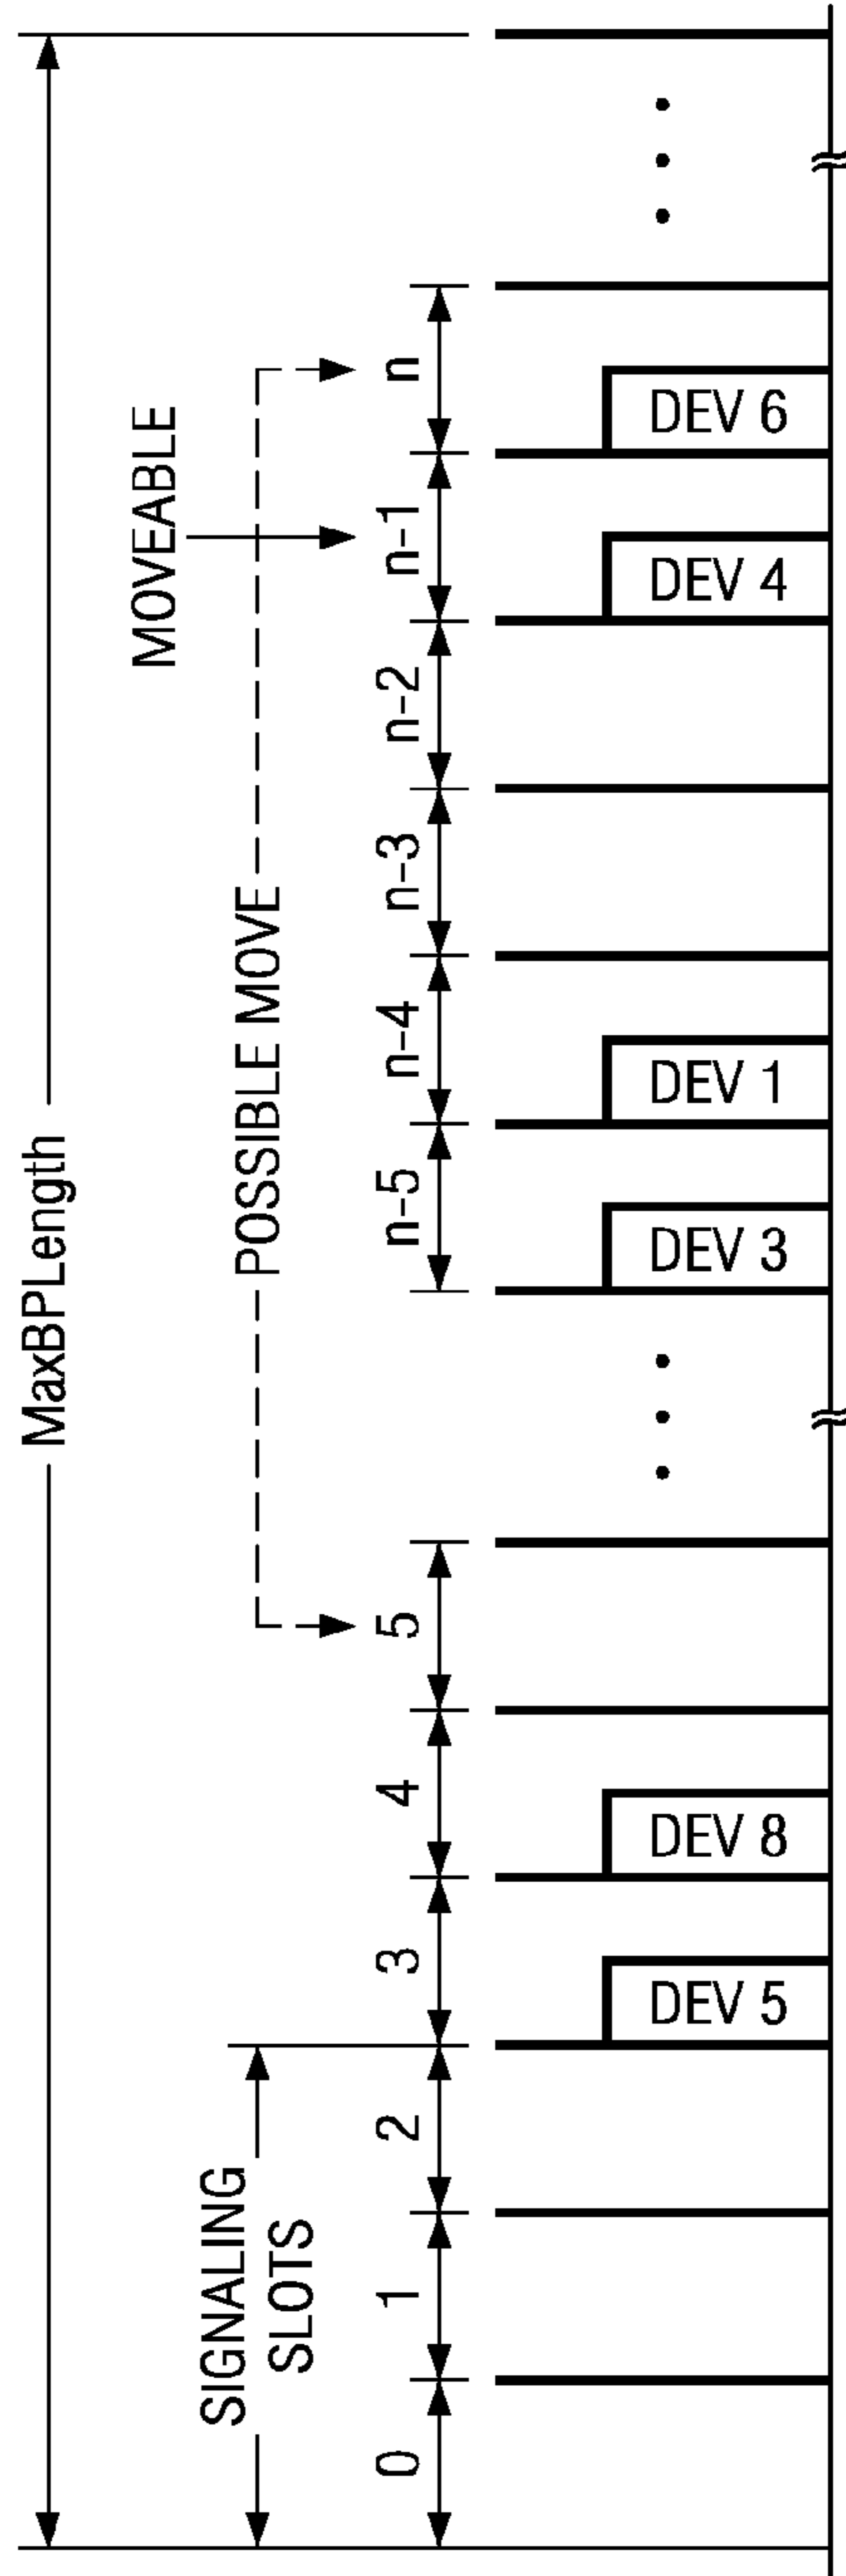 MaxBPLength
MOVEABLE
POSSIBLE MOVE
SIGNALING
SLOTS
0
1
2
3
4
5
n-5
n-4
n-3
n-2
n-1
n
DEV 5
DEV 8
DEV 3
DEV 1
DEV 4
DEV 6